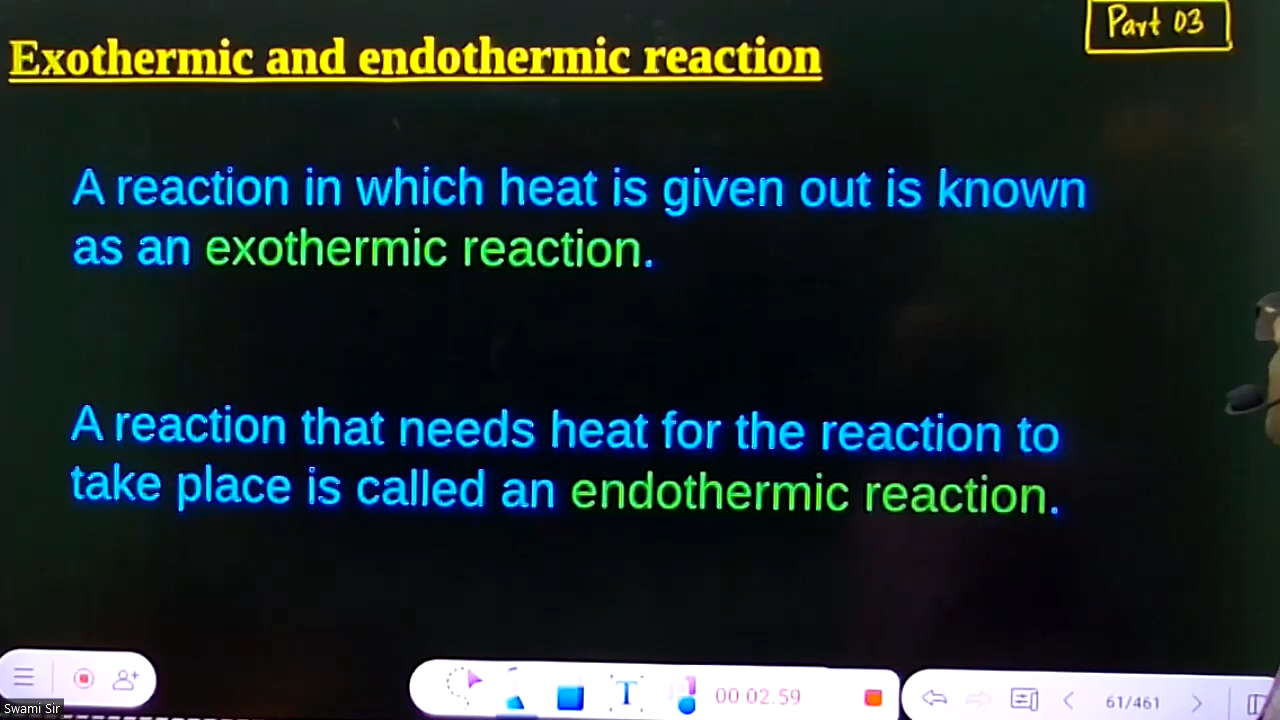 Part 03
Exothermic and endothermic reaction
A reaction in which heat is given out is known
as an exothermic reaction.
A reaction that needs heat for the reaction to
take place is called an endothermic reaction.
T
00 02.59
61/461
Swami Sir